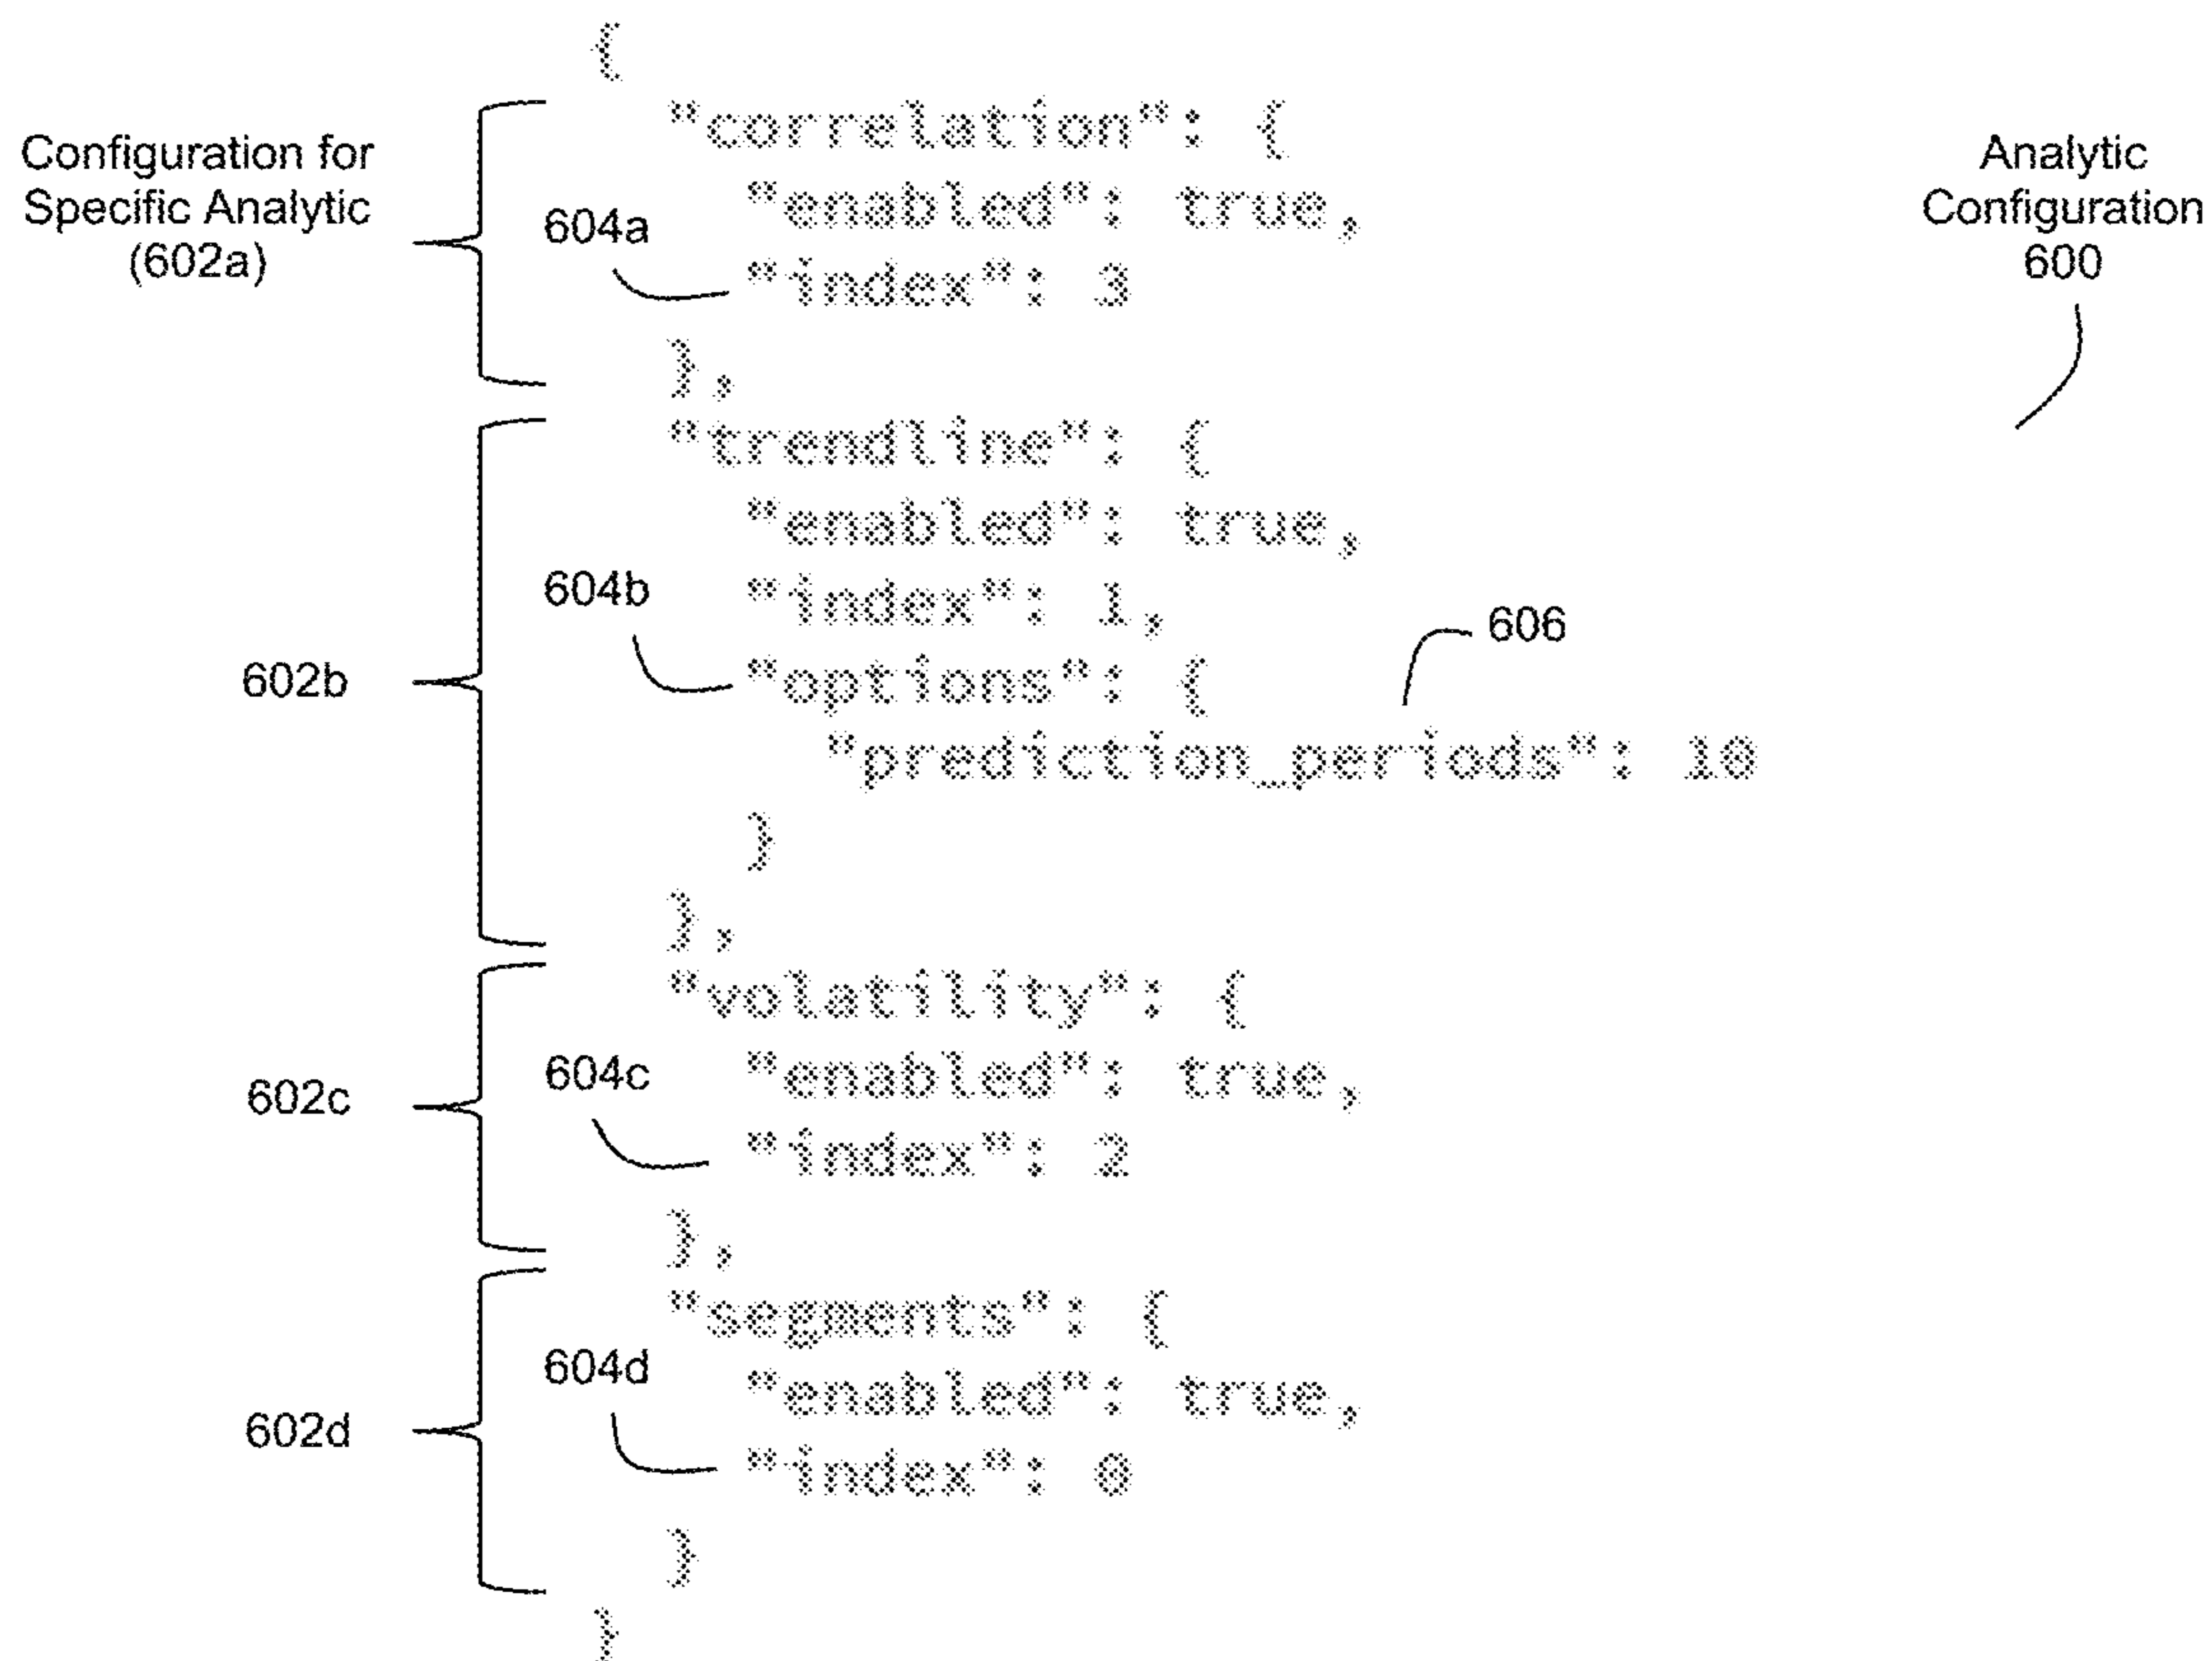 {
"correlation": {
Configuration for
Specific Analytic
(602a)
Analytic
Configuration
600
"enabled": true,
604a
"index": 3
},
"trendline": {
"enabled": true,
604b
"index": 1,
606
602b
"options": {
"prediction_periods": 10
}
},
"volatility": {
604c
"enabled": true,
602c
"index": 2
},
"segments": {
604d
"enabled": true,
602d
"index": 0
}
}